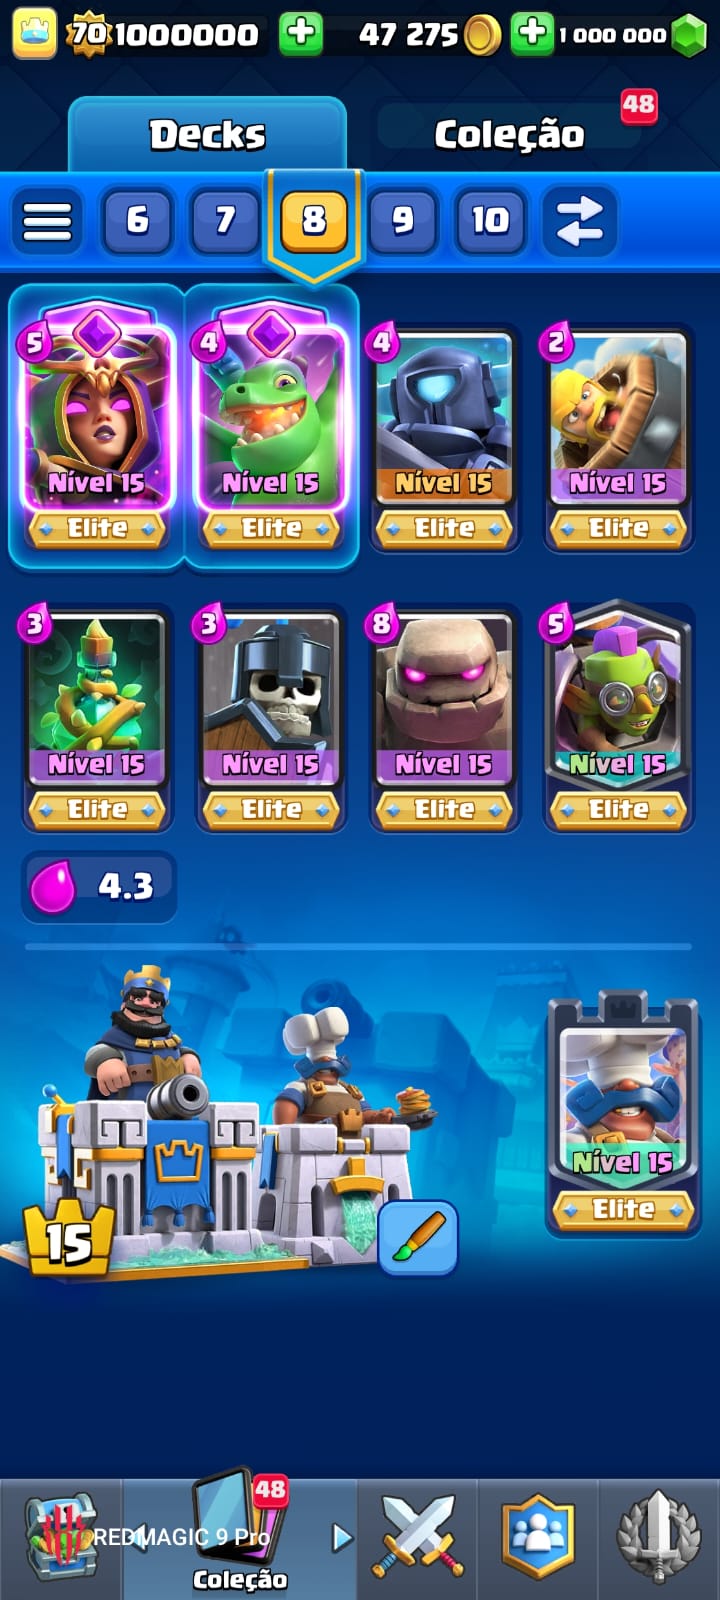 70 1000000 47 275 1 000 000
Decks Coleção 48
6 7 8 9 10
5 4 4 2
Nível 15 Nível 15 Nível 15 Nível 15
Elite Elite Elite Elite
3 3 8 5
Nível 15 Nível 15 Nível 15 Nível 15
Elite Elite Elite Elite
4.3
Nível 15
Elite
15
48
REDMAGIC 9 Pro
Coleção